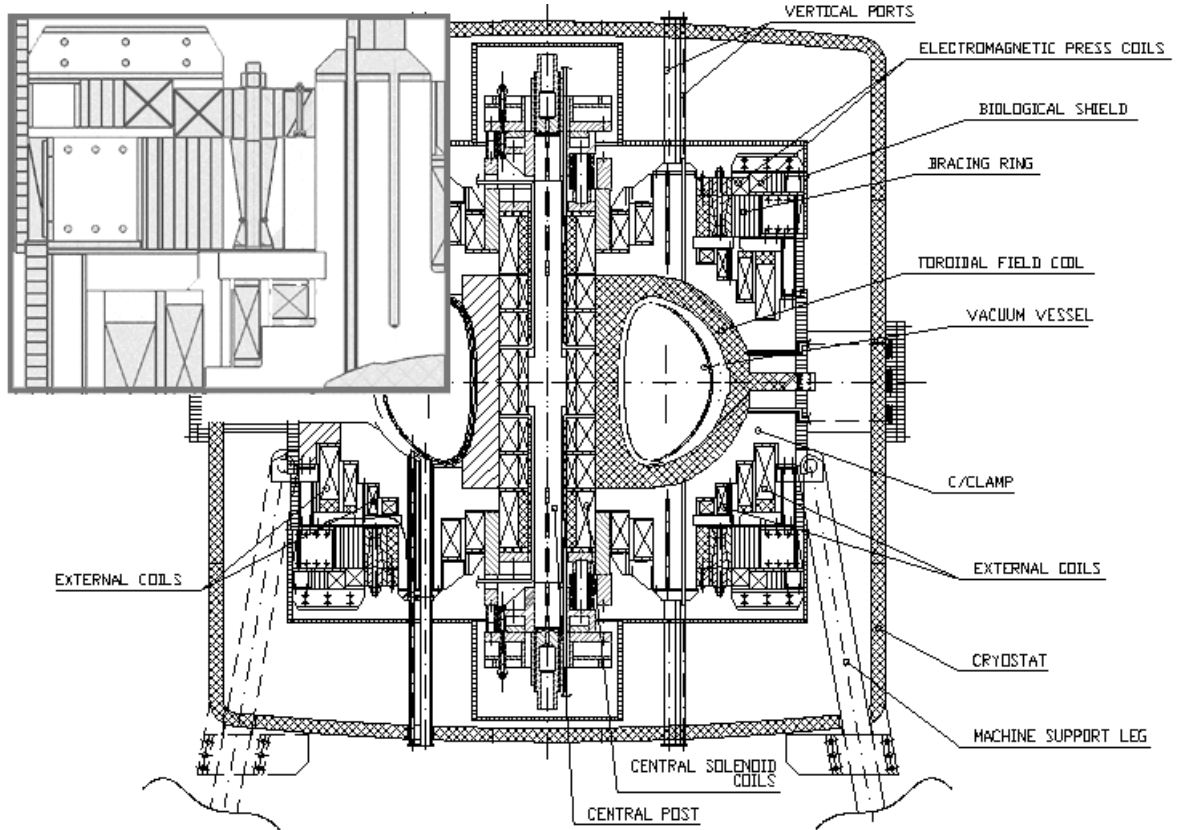 VERTICAL PORTS
ELECTROMAGNETIC PRESS COILS
BIOLOGICAL SHIELD
BRACING RING
TOROIDAL FIELD COIL
VACUUM VESSEL
C/CLAMP
EXTERNAL COILS
EXTERNAL COILS
CRYOSTAT
MACHINE SUPPORT LEG
CENTRAL SOLENOID
COILS
CENTRAL POST